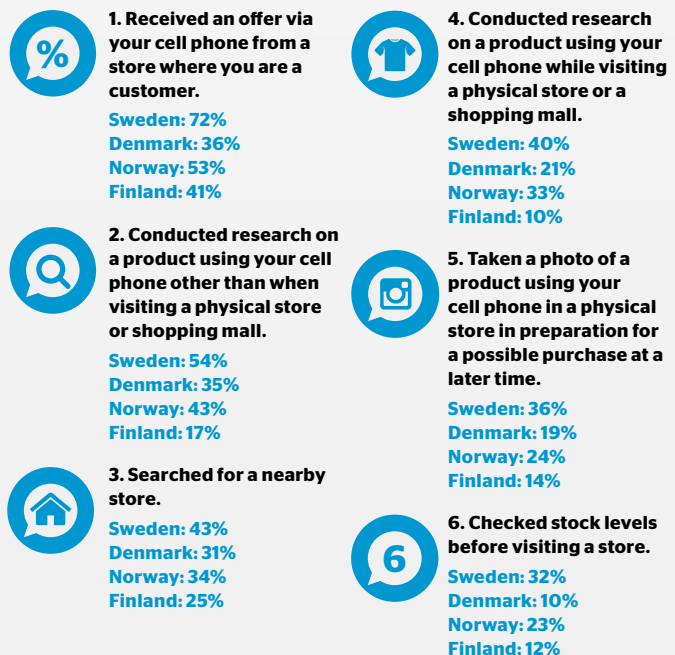 %
1. Received an offer via
your cell phone from a
store where you are a
customer.
Sweden: 72%
Denmark: 36%
Norway: 53%
Finland: 41%
2. Conducted research on
a product using your cell
phone other than when
visiting a physical store
or shopping mall.
Sweden: 54%
Denmark: 35%
Norway: 43%
Finland: 17%
3. Searched for a nearby
store.
Sweden: 43%
Denmark: 31%
Norway: 34%
Finland: 25%
4. Conducted research
on a product using your
cell phone while visiting
a physical store or a
shopping mall.
Sweden: 40%
Denmark: 21%
Norway: 33%
Finland: 10%
5. Taken a photo of a
product using your
cell phone in a physical
store in preparation for
a possible purchase at a
later time.
Sweden: 36%
Denmark: 19%
Norway: 24%
Finland: 14%
6
6. Checked stock levels
before visiting a store.
Sweden: 32%
Denmark: 10%
Norway: 23%
Finland: 12%